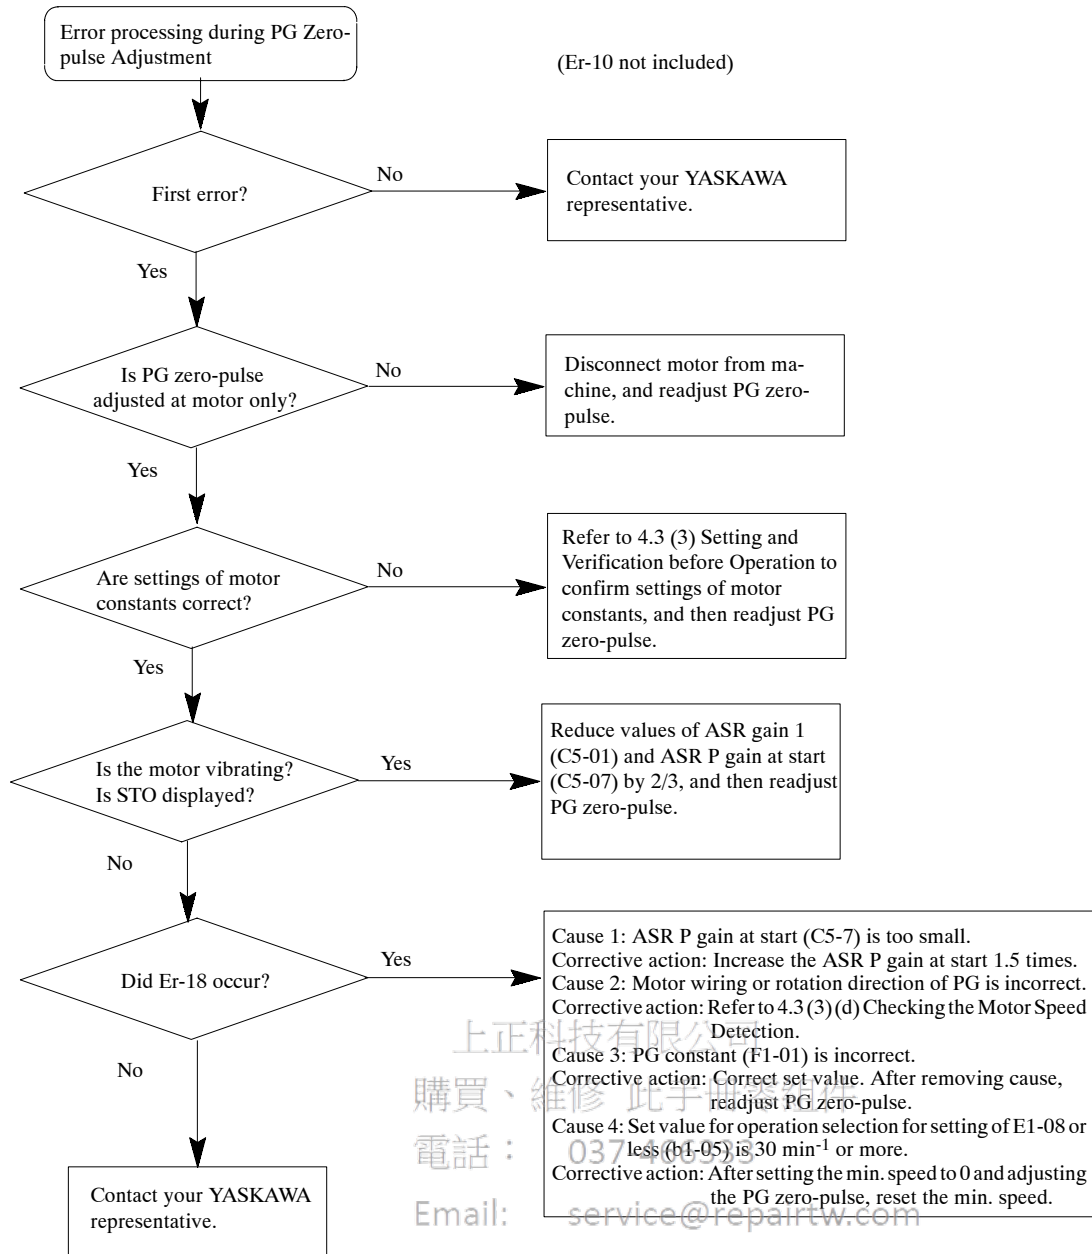 Error processing during PG Zero-
pulse Adjustment
(Er-10 not included)
First error?
No
Contact your YASKAWA
representative.
Yes
Is PG zero-pulse
adjusted at motor only?
No
Disconnect motor from ma-
chine, and readjust PG zero-
pulse.
Yes
Are settings of motor
constants correct?
No
Refer to 4.3 (3) Setting and
Verification before Operation to
confirm settings of motor
constants, and then readjust PG
zero-pulse.
Yes
Is the motor vibrating?
Is STO displayed?
Yes
Reduce values of ASR gain 1
(C5-01) and ASR P gain at start
(C5-07) by 2/3, and then readjust
PG zero-pulse.
No
Did Er-18 occur?
Yes
Cause 1: ASR P gain at start (C5-7) is too small.
Corrective action: Increase the ASR P gain at start 1.5 times.
Cause 2: Motor wiring or rotation direction of PG is incorrect.
Corrective action: Refer to 4.3 (3) (d) Checking the Motor Speed
Detection.
Cause 3: PG constant (F1-01) is incorrect.
Corrective action: Correct set value. After removing cause,
readjust PG zero-pulse.
Cause 4: Set value for operation selection for setting of E1-08 or
less (b1-05) is 30 min⁻¹ or more.
Corrective action: After setting the min. speed to 0 and adjusting
the PG zero-pulse, reset the min. speed.
No
Contact your YASKAWA
representative.
上正科技有限公司
購買、維修 此手冊零組件
電話： 037-466333
Email: service@repairtw.com